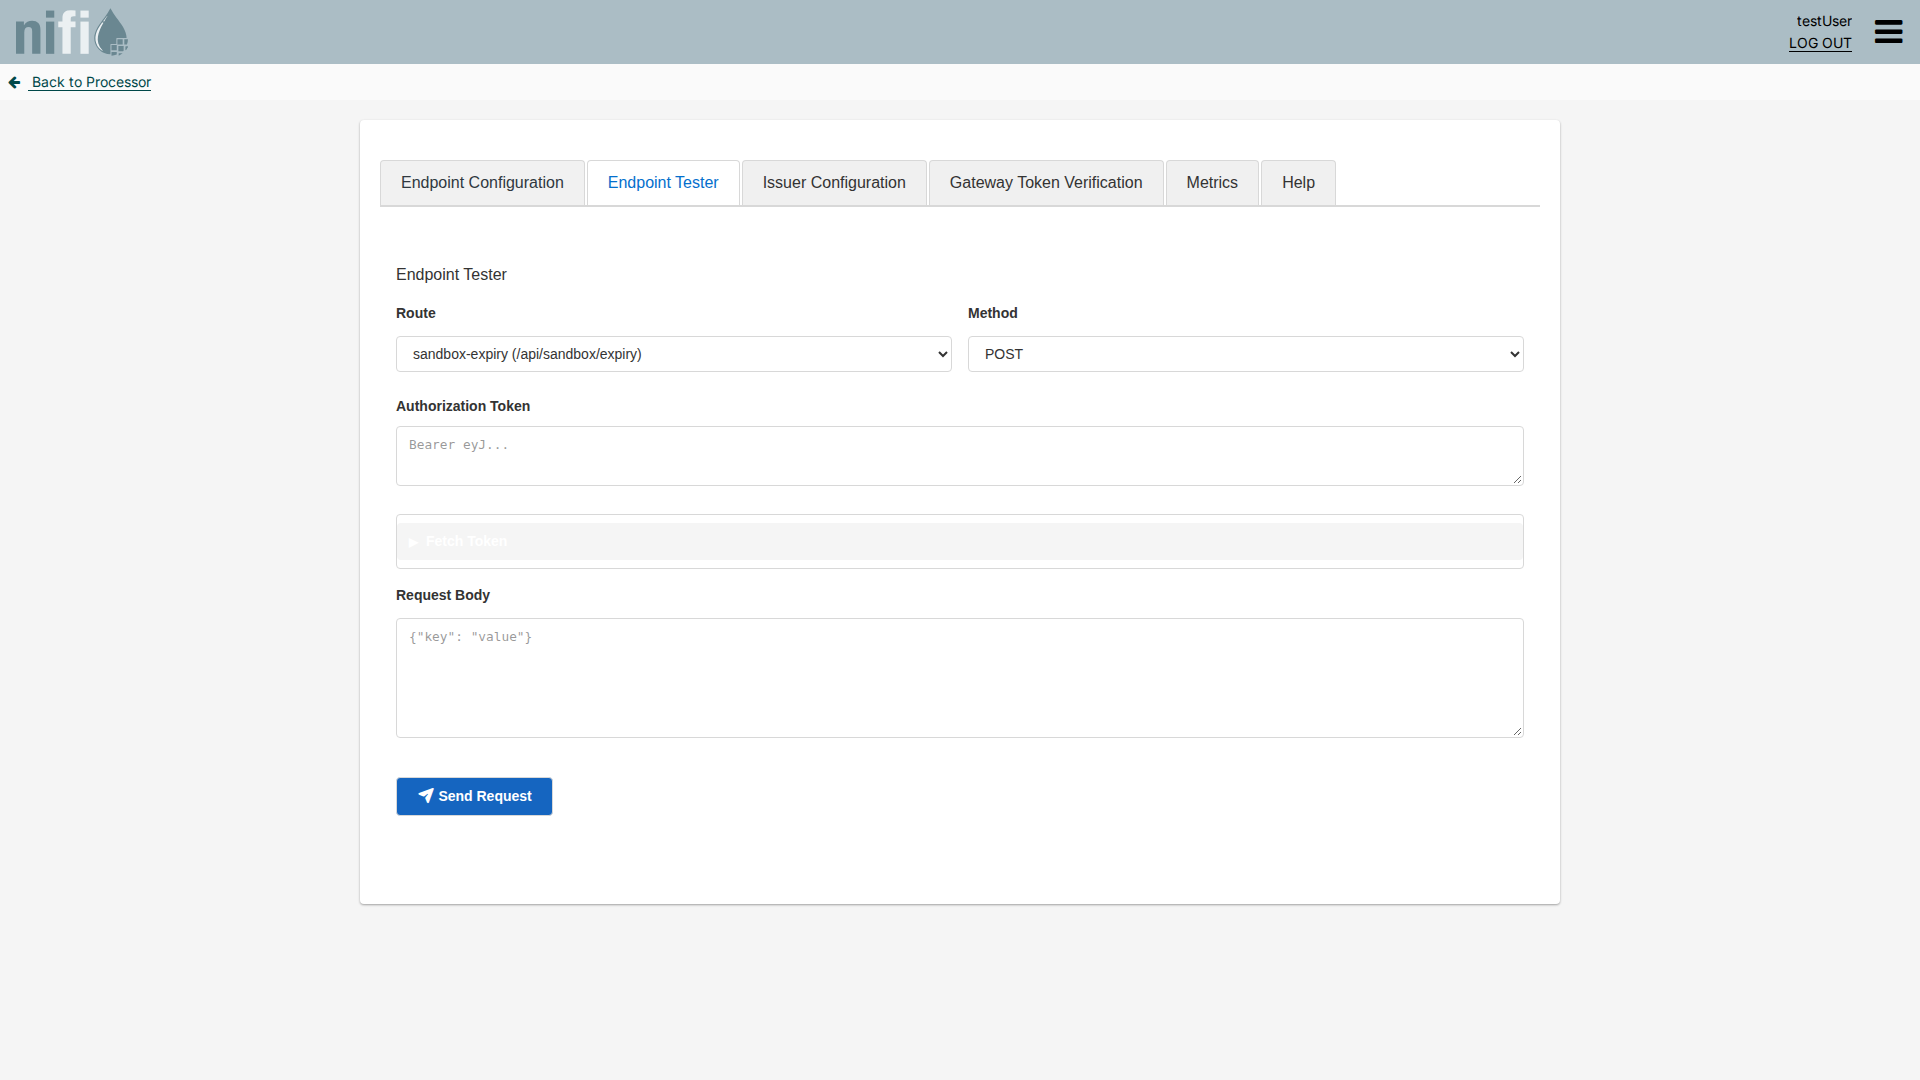 nifi
testUser
LOG OUT
Back to Processor
Endpoint Configuration
Endpoint Tester
Issuer Configuration
Gateway Token Verification
Metrics
Help
Endpoint Tester
Route
Method
sandbox-expiry (/api/sandbox/expiry)
POST
Authorization Token
Bearer eyJ...
Fetch Token
Request Body
{"key": "value"}
Send Request